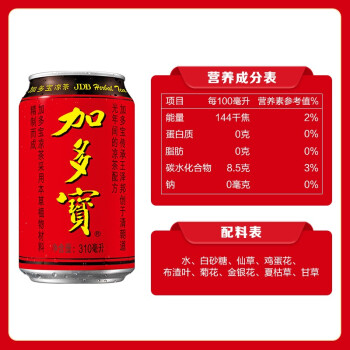 加多宝凉茶 JDB Herbal Tea
加多宝
净含量：310毫升
营养成分表
项目 每100毫升 营养素参考值%
能量 144千焦 2%
蛋白质 0克 0%
脂肪 0克 0%
碳水化合物 8.5克 3%
钠 0毫克 0%
配料表
水、白砂糖、仙草、鸡蛋花、
布渣叶、菊花、金银花、夏枯草、甘草